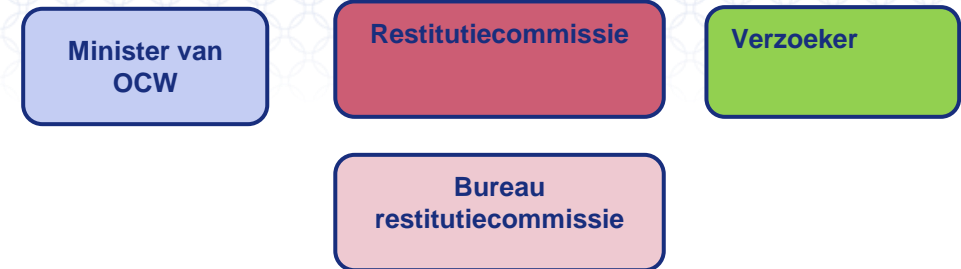 Minister van
OCW
Restitutiecommissie
Verzoeker
Bureau
restitutiecommissie